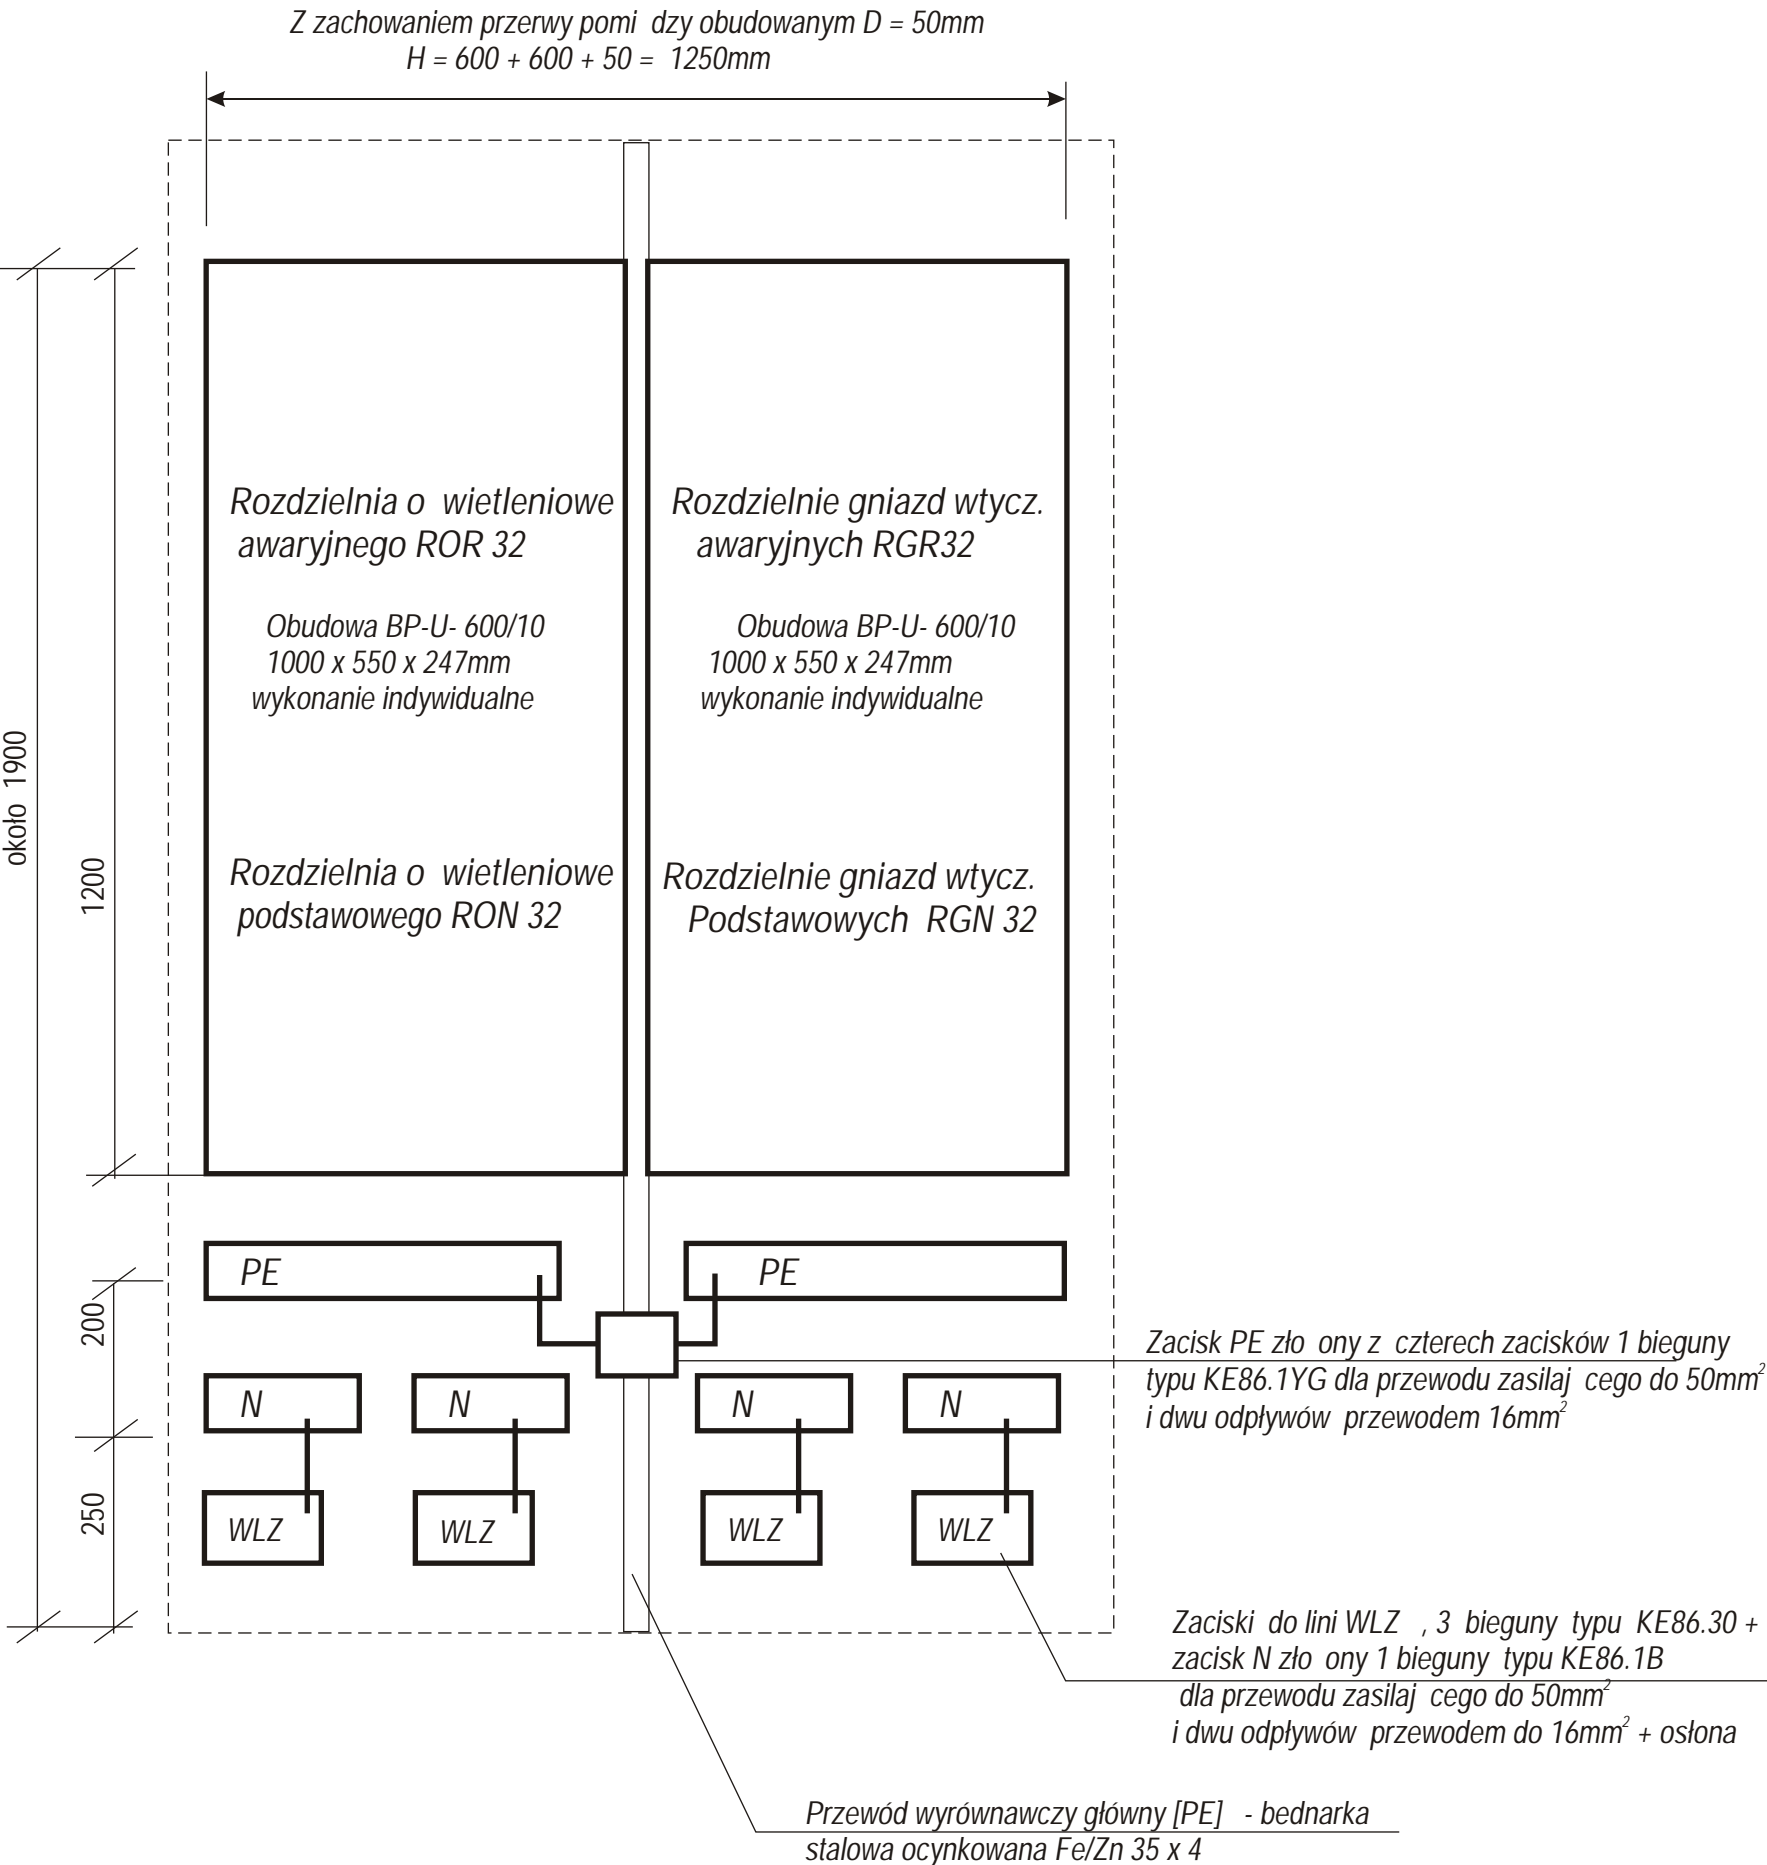 Z zachowaniem przerwy pomi dzy obudowanym D = 50mm
H = 600 + 600 + 50 = 1250mm
Rozdzielnia o wietleniowe
awaryjnego ROR 32
Obudowa BP-U- 600/10
1000 x 550 x 247mm
wykonanie indywidualne
Rozdzielnia o wietleniowe
podstawowego RON 32
Rozdzielnie gniazd wtycz.
awaryjnych RGR32
Obudowa BP-U- 600/10
1000 x 550 x 247mm
wykonanie indywidualne
Rozdzielnie gniazd wtycz.
Podstawowych RGN 32
około 1900
1200
200
250
PE
PE
N
N
N
N
WLZ
WLZ
WLZ
WLZ
Zacisk PE zło ony z czterech zacisków 1 bieguny
typu KE86.1YG dla przewodu zasilaj cego do 50mm²
i dwu odpływów przewodem 16mm²
Zaciski do lini WLZ , 3 bieguny typu KE86.30 +
zacisk N zło ony 1 bieguny typu KE86.1B
dla przewodu zasilaj cego do 50mm²
i dwu odpływów przewodem do 16mm² + osłona
Przewód wyrównawczy główny [PE] - bednarka
stalowa ocynkowana Fe/Zn 35 x 4